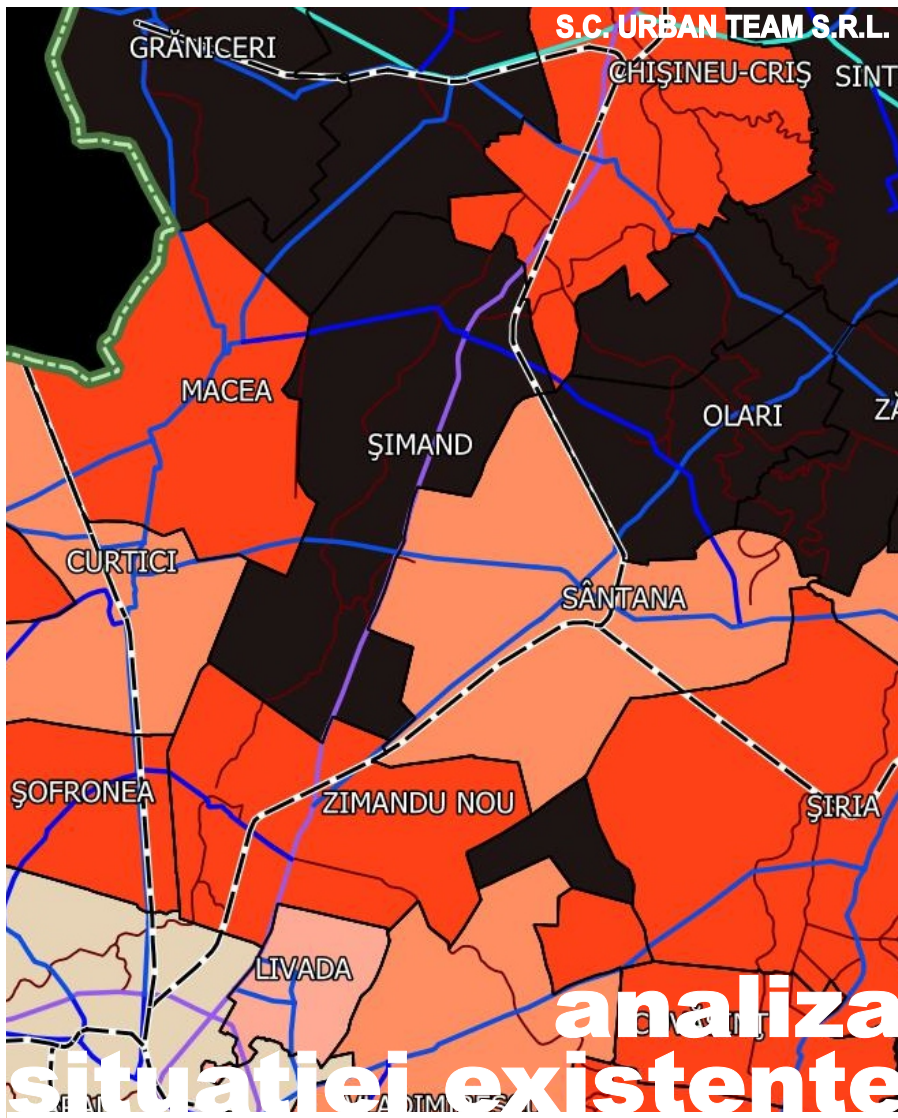 S.C. URBAN TEAM S.R.L.
GRĂNICERI
CHIŞINEU-CRIŞ
MACEA
OLARI
ŞIMAND
CURTICI
SÂNTANA
ŞOFRONEA
ZIMANDU NOU
ŞIRIA
LIVADA
analiza
situatiei existente